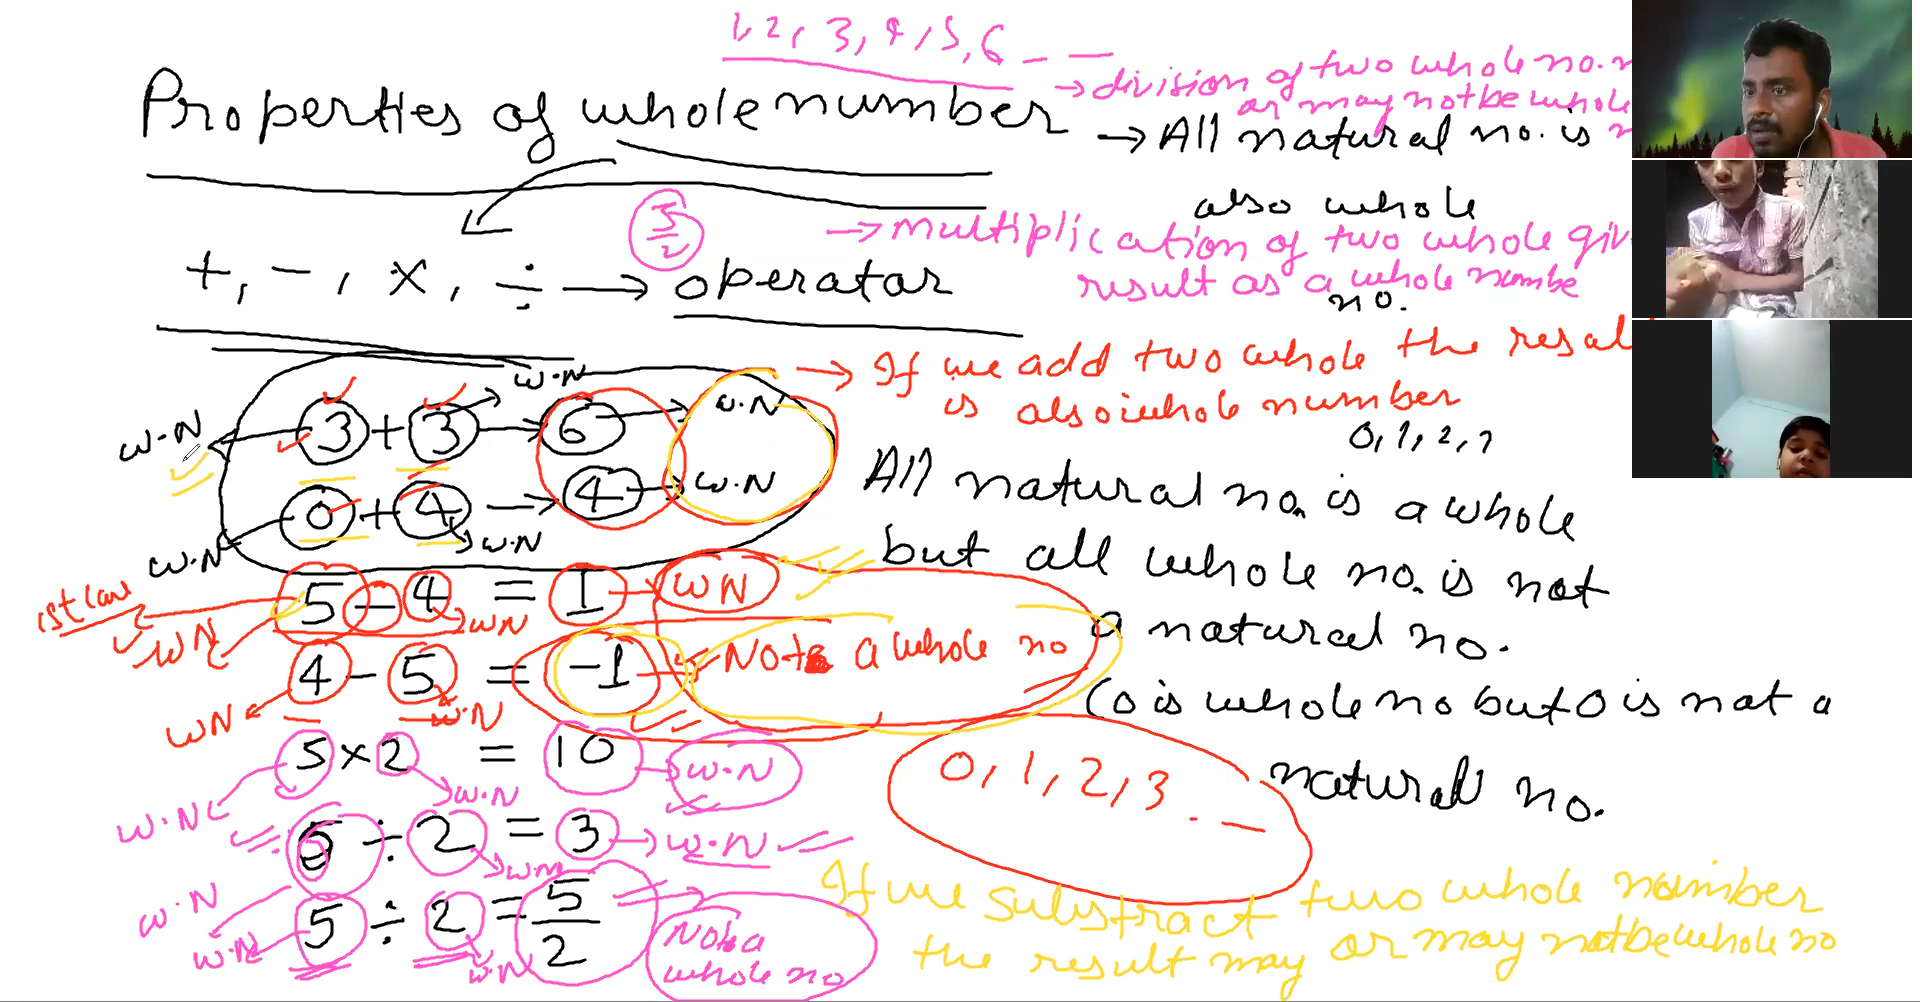 1, 2, 3, 4, 5, 6 - -
→ division of two whole no.
or may not be whole
Properties of whole number
→ All natural no. is
also whole
no.
→ multiplication of two whole
result as a whole numbe
+, -, ×, ÷ → operator
5/2
→ If we add two whole the
is also whole number
0, 1, 2,
w.N 3 + 3 → 6 → w.N
w.N
w.N 0 + 4 → 4 → w.N
w.N
All natural no. is a whole
but all whole no. is not
a natural no.
(0 is whole no but 0 is not a
natural no.
1st law
5 - 4 = 1 → WN
WN WN
4 - 5 = -1 → Not a whole no
WN W.N
0, 1, 2, 3 . . —
5 × 2 = 10 → w.N
w.N w.N
6 ÷ 2 = 3 → w.N
w.N w.N
5 ÷ 2 = 5/2
w.N w.N
Not a
whole no
If we substract two whole number
the result may or may not be whole no